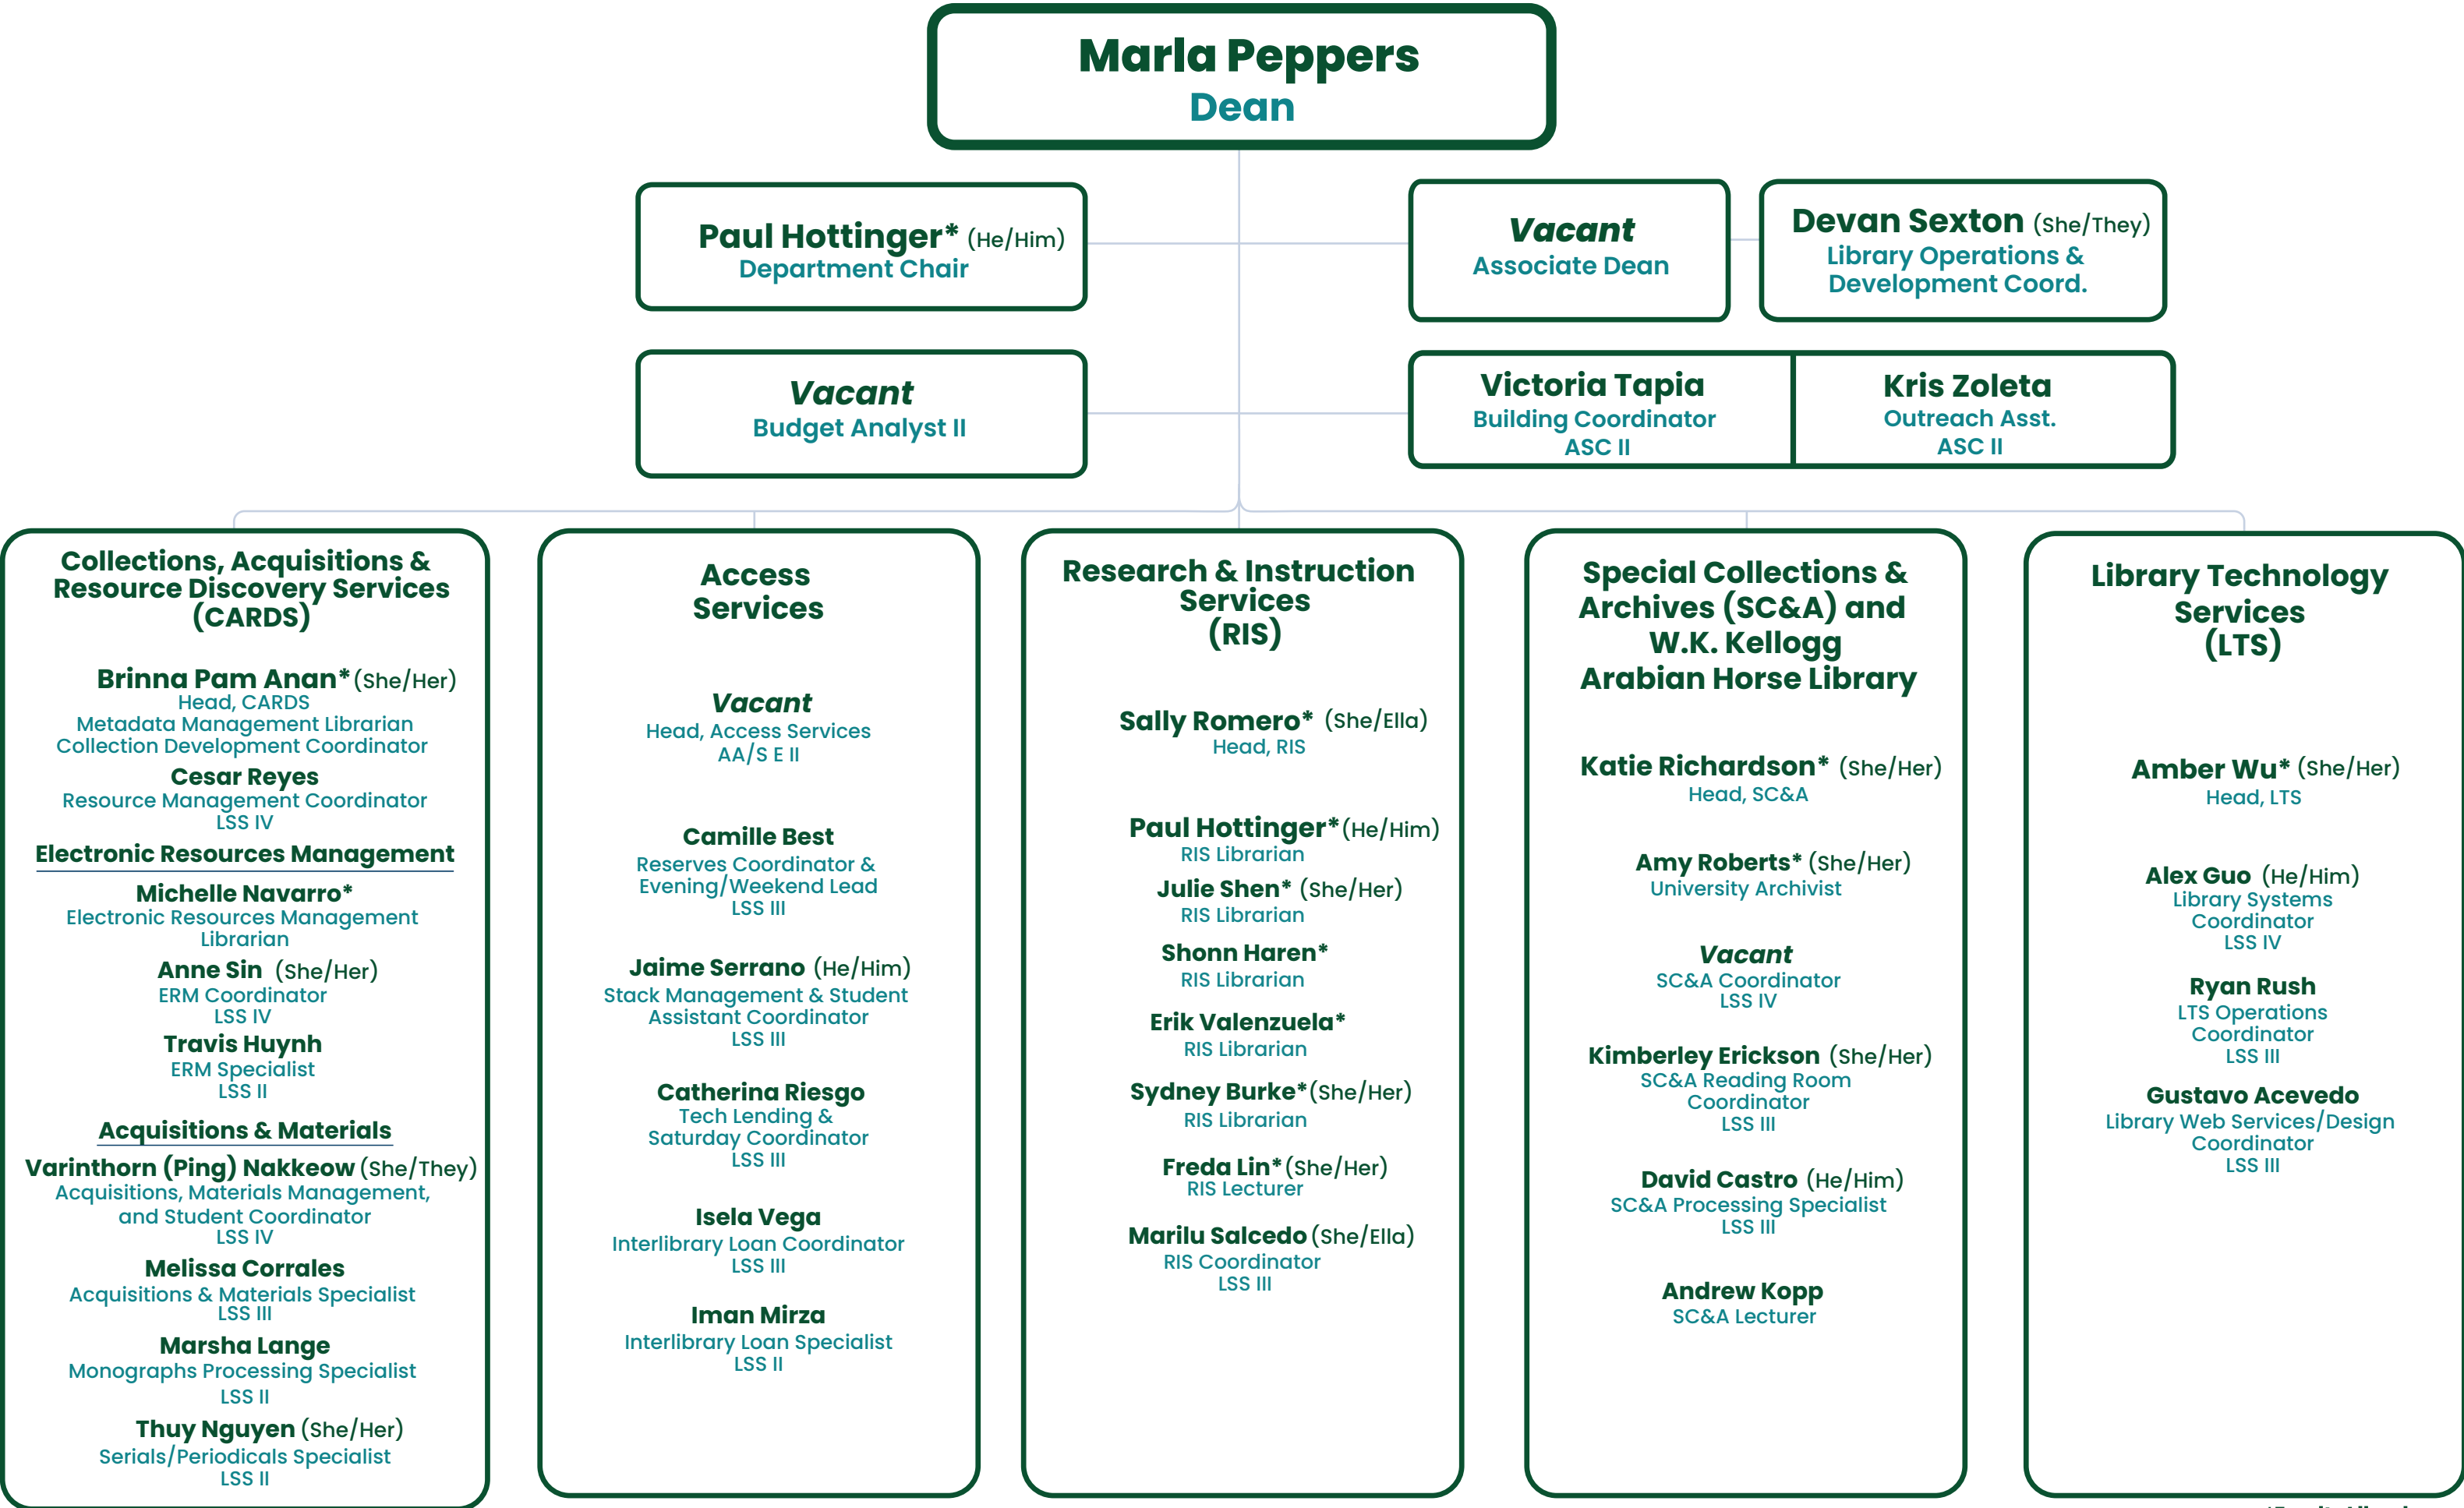 Marla Peppers
Dean
Paul Hottinger* (He/Him)
Department Chair
Vacant
Associate Dean
Devan Sexton (She/They)
Library Operations &
Development Coord.
Vacant
Budget Analyst II
Victoria Tapia
Building Coordinator
ASC II
Kris Zoleta
Outreach Asst.
ASC II
Collections, Acquisitions &
Resource Discovery Services
(CARDS)
Brinna Pam Anan* (She/Her)
Head, CARDS
Metadata Management Librarian
Collection Development Coordinator
Cesar Reyes
Resource Management Coordinator
LSS IV
Electronic Resources Management
Michelle Navarro*
Electronic Resources Management
Librarian
Anne Sin (She/Her)
ERM Coordinator
LSS IV
Travis Huynh
ERM Specialist
LSS II
Acquisitions & Materials
Varinthorn (Ping) Nakkeow (She/They)
Acquisitions, Materials Management,
and Student Coordinator
LSS IV
Melissa Corrales
Acquisitions & Materials Specialist
LSS III
Marsha Lange
Monographs Processing Specialist
LSS II
Thuy Nguyen (She/Her)
Serials/Periodicals Specialist
LSS II
Access
Services
Vacant
Head, Access Services
AA/S E II
Camille Best
Reserves Coordinator &
Evening/Weekend Lead
LSS III
Jaime Serrano (He/Him)
Stack Management & Student
Assistant Coordinator
LSS III
Catherina Riesgo
Tech Lending &
Saturday Coordinator
LSS III
Isela Vega
Interlibrary Loan Coordinator
LSS III
Iman Mirza
Interlibrary Loan Specialist
LSS II
Research & Instruction
Services
(RIS)
Sally Romero* (She/Ella)
Head, RIS
Paul Hottinger* (He/Him)
RIS Librarian
Julie Shen* (She/Her)
RIS Librarian
Shonn Haren*
RIS Librarian
Erik Valenzuela*
RIS Librarian
Sydney Burke* (She/Her)
RIS Librarian
Freda Lin* (She/Her)
RIS Lecturer
Marilu Salcedo (She/Ella)
RIS Coordinator
LSS III
Special Collections &
Archives (SC&A) and
W.K. Kellogg
Arabian Horse Library
Katie Richardson* (She/Her)
Head, SC&A
Amy Roberts* (She/Her)
University Archivist
Vacant
SC&A Coordinator
LSS IV
Kimberley Erickson (She/Her)
SC&A Reading Room
Coordinator
LSS III
David Castro (He/Him)
SC&A Processing Specialist
LSS III
Andrew Kopp
SC&A Lecturer
Library Technology
Services
(LTS)
Amber Wu* (She/Her)
Head, LTS
Alex Guo (He/Him)
Library Systems
Coordinator
LSS IV
Ryan Rush
LTS Operations
Coordinator
LSS III
Gustavo Acevedo
Library Web Services/Design
Coordinator
LSS III